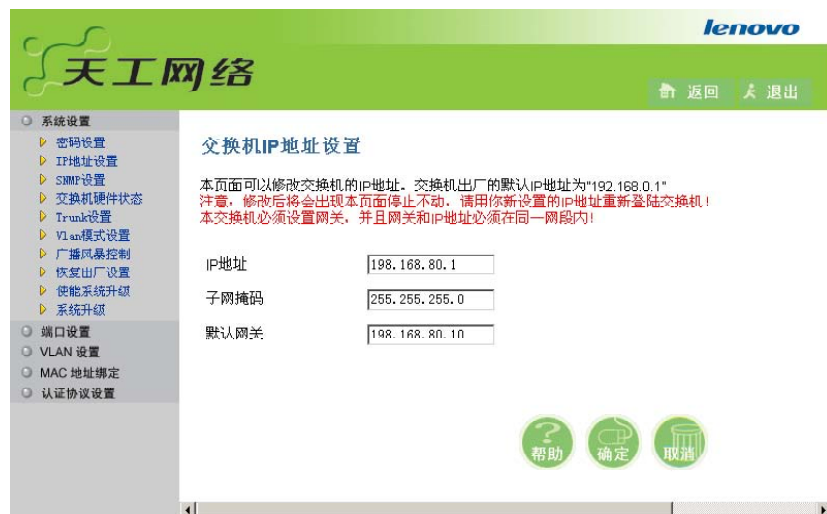 lenovo
天工网络
返回 退出
系统设置
密码设置
IP地址设置
SNMP设置
交换机硬件状态
Trunk设置
Vlan模式设置
广播风暴控制
恢复出厂设置
使能系统升级
系统升级
端口设置
VLAN 设置
MAC 地址绑定
认证协议设置
交换机IP地址设置
本页面可以修改交换机的IP地址．交换机出厂的默认IP地址为"192.168.0.1"
注意，修改后将会出现本页面停止不动，请用你新设置的IP地址重新登陆交换机！
本交换机必须设置网关，并且网关和IP地址必须在同一网段内！
IP地址 198.168.80.1
子网掩码 255.255.255.0
默认网关 198.168.80.10
帮助 确定 取消